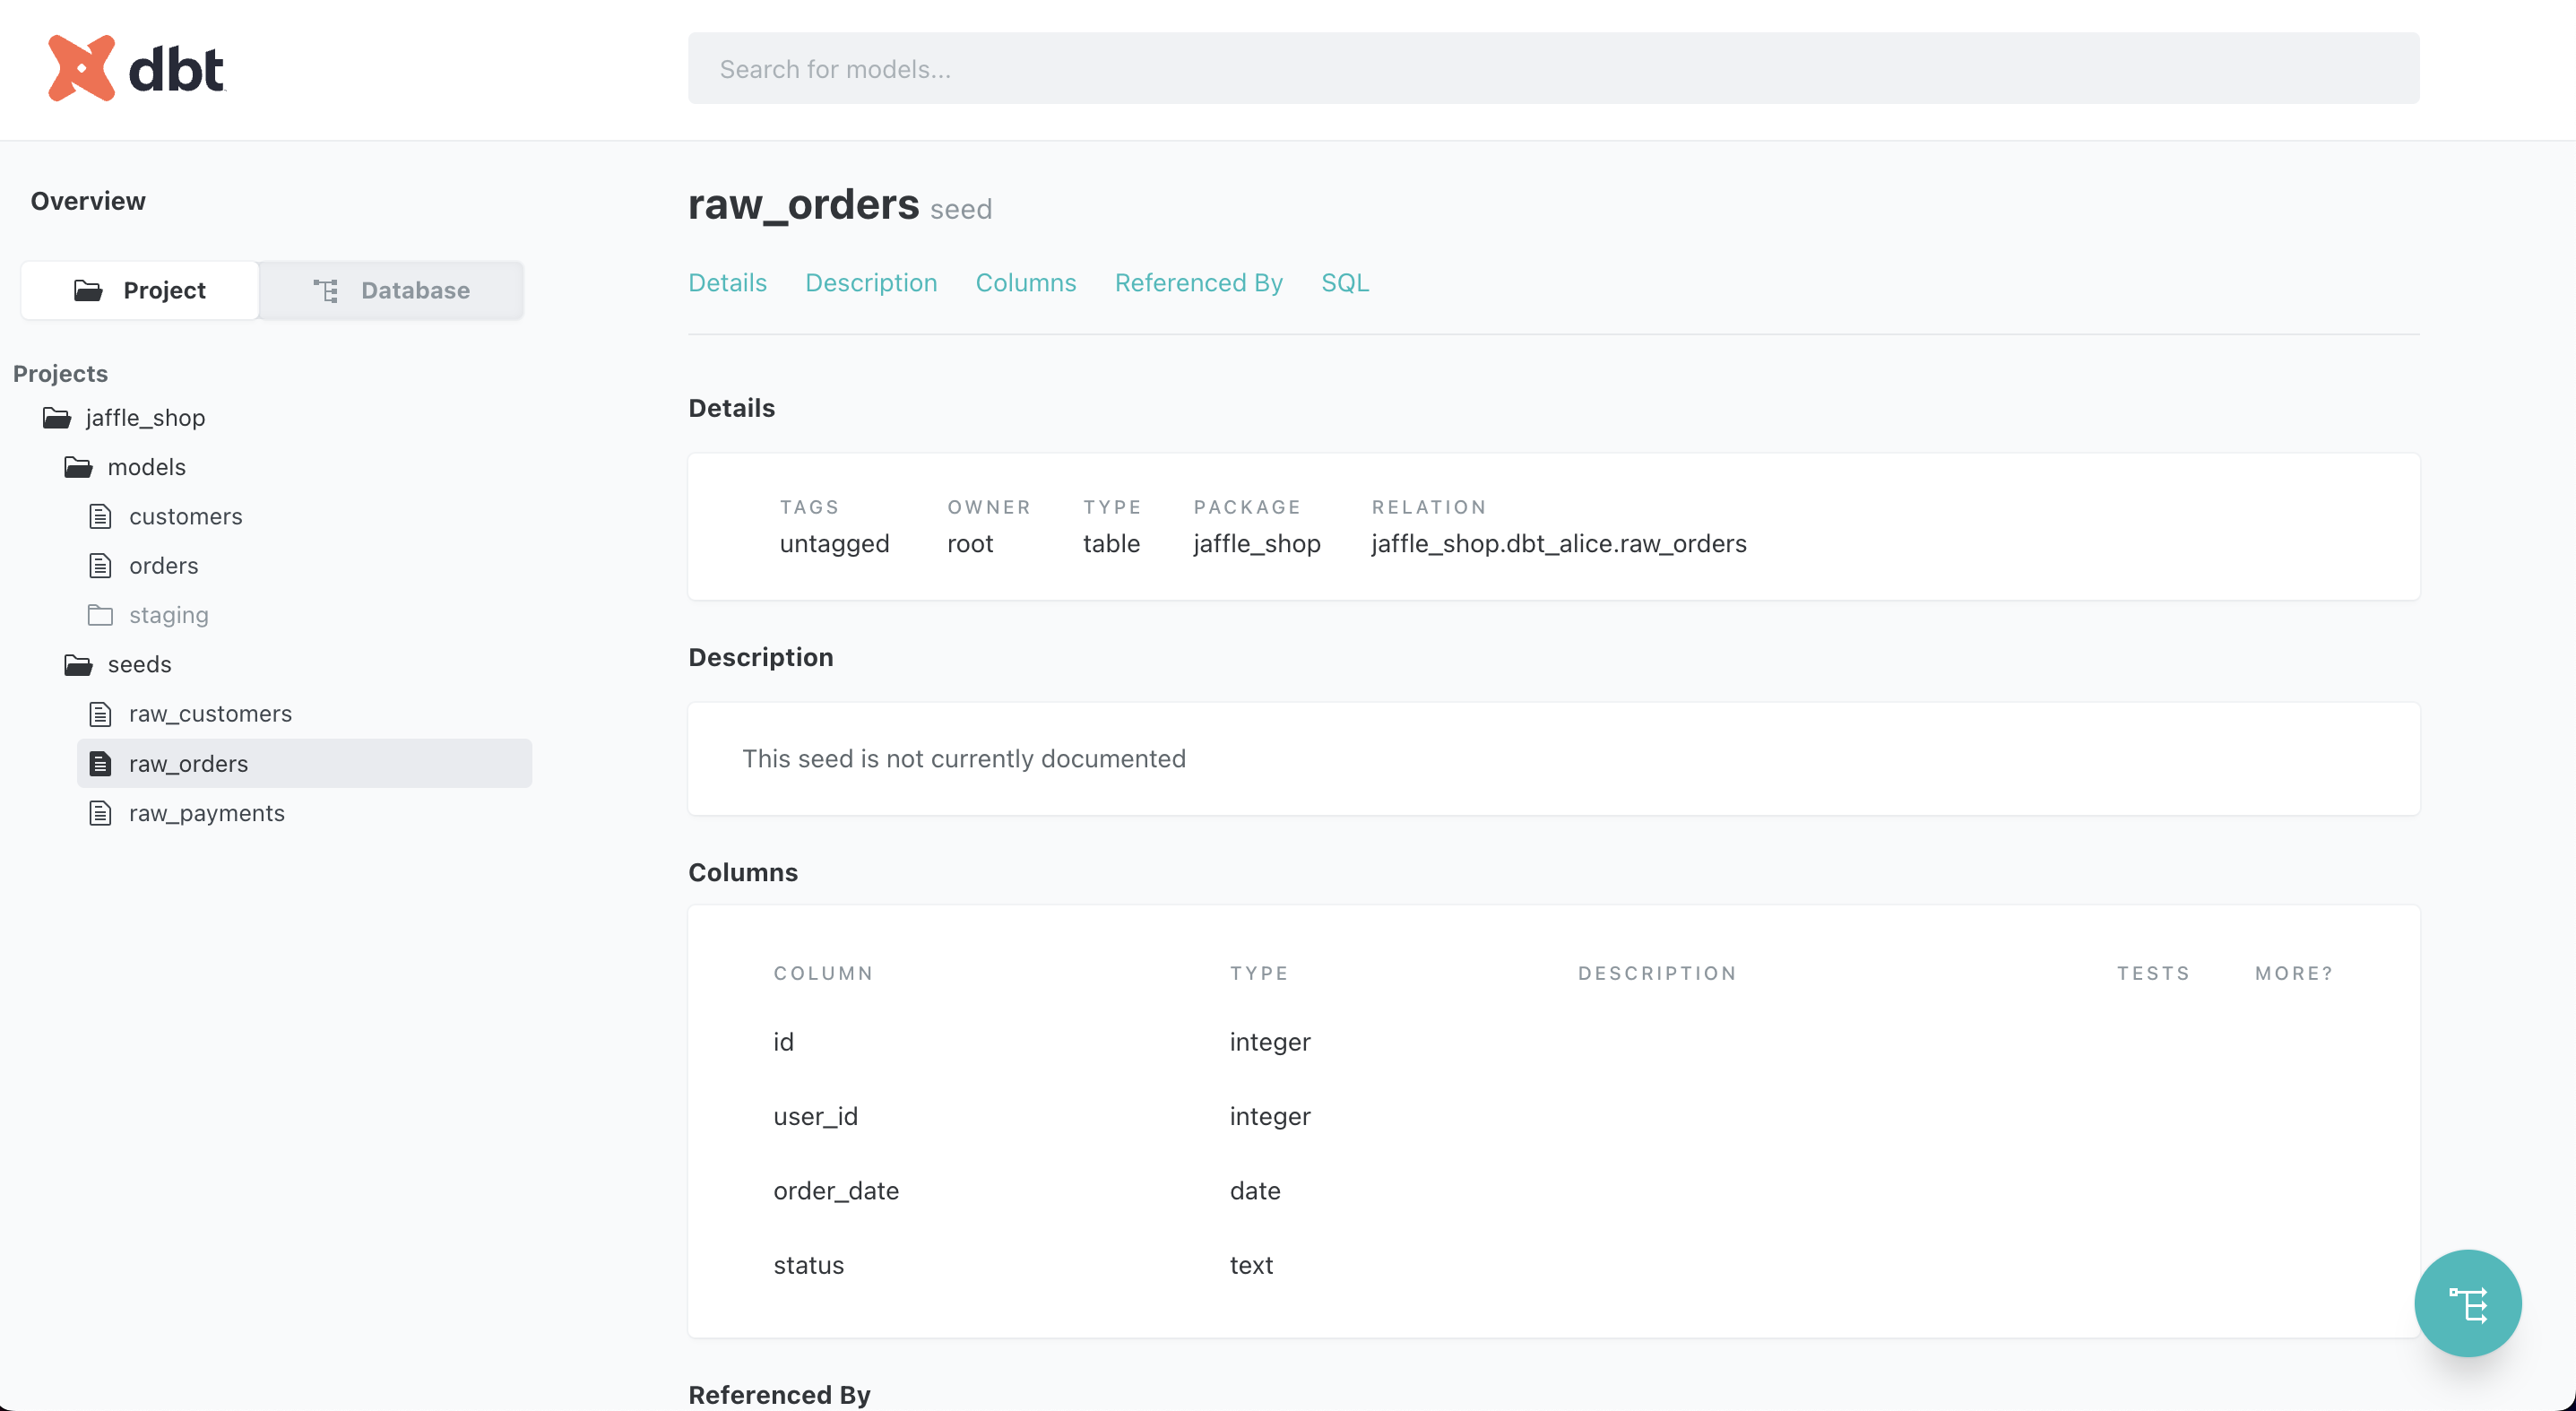 dbt
Search for models...
Overview
Project Database
Projects
jaffle_shop
models
customers
orders
staging
seeds
raw_customers
raw_orders
raw_payments
raw_orders seed
Details Description Columns Referenced By SQL
Details
TAGS OWNER TYPE PACKAGE RELATION
untagged root table jaffle_shop jaffle_shop.dbt_alice.raw_orders
Description
This seed is not currently documented
Columns
COLUMN TYPE DESCRIPTION TESTS MORE?
id integer
user_id integer
order_date date
status text
Referenced By